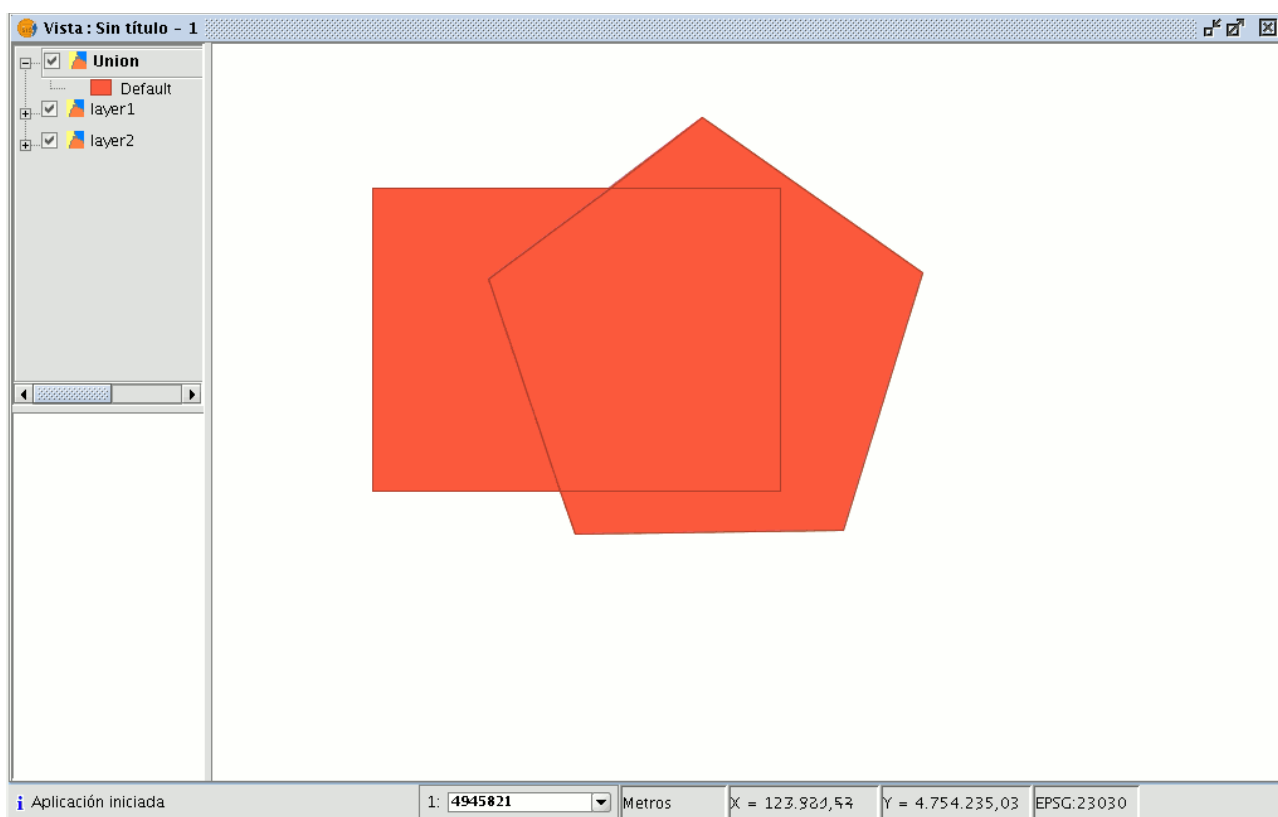 Vista : Sin título - 1
Union
Default
layer1
layer2
Aplicación iniciada
1: 4945821
Metros
Y = 4.754.235,03
EPSG:23030